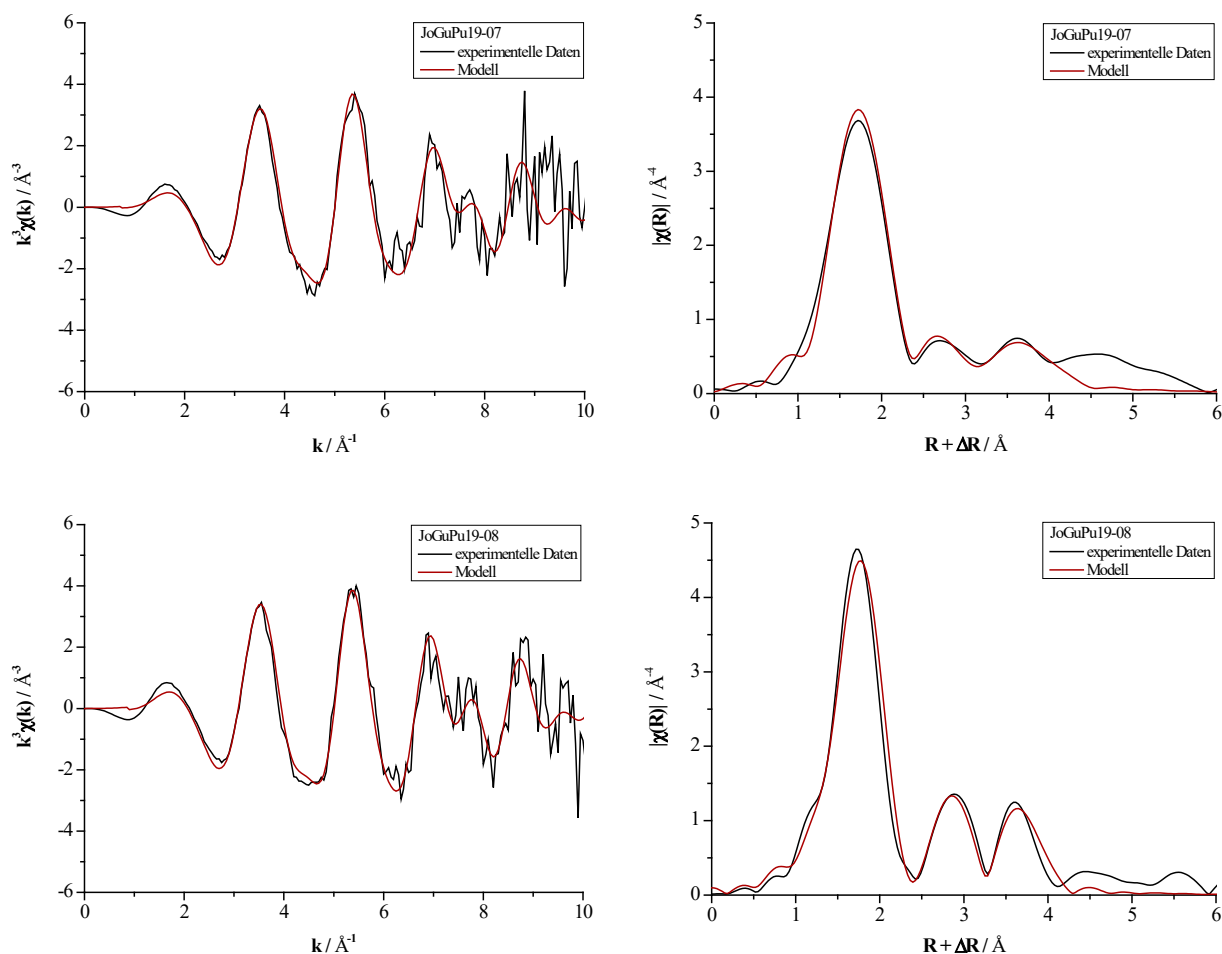 6
4
2
0
-2
-4
-6
0 2 4 6 8 10
k³χ(k) / Å⁻³
k / Å⁻¹
JoGuPu19-07
experimentelle Daten
Modell
5
4
3
2
1
0
0 1 2 3 4 5 6
|χ(R)| / Å⁻⁴
R + ΔR / Å
JoGuPu19-07
experimentelle Daten
Modell
6
4
2
0
-2
-4
-6
0 2 4 6 8 10
k³χ(k) / Å⁻³
k / Å⁻¹
JoGuPu19-08
experimentelle Daten
Modell
5
4
3
2
1
0
0 1 2 3 4 5 6
|χ(R)| / Å⁻⁴
R + ΔR / Å
JoGuPu19-08
experimentelle Daten
Modell